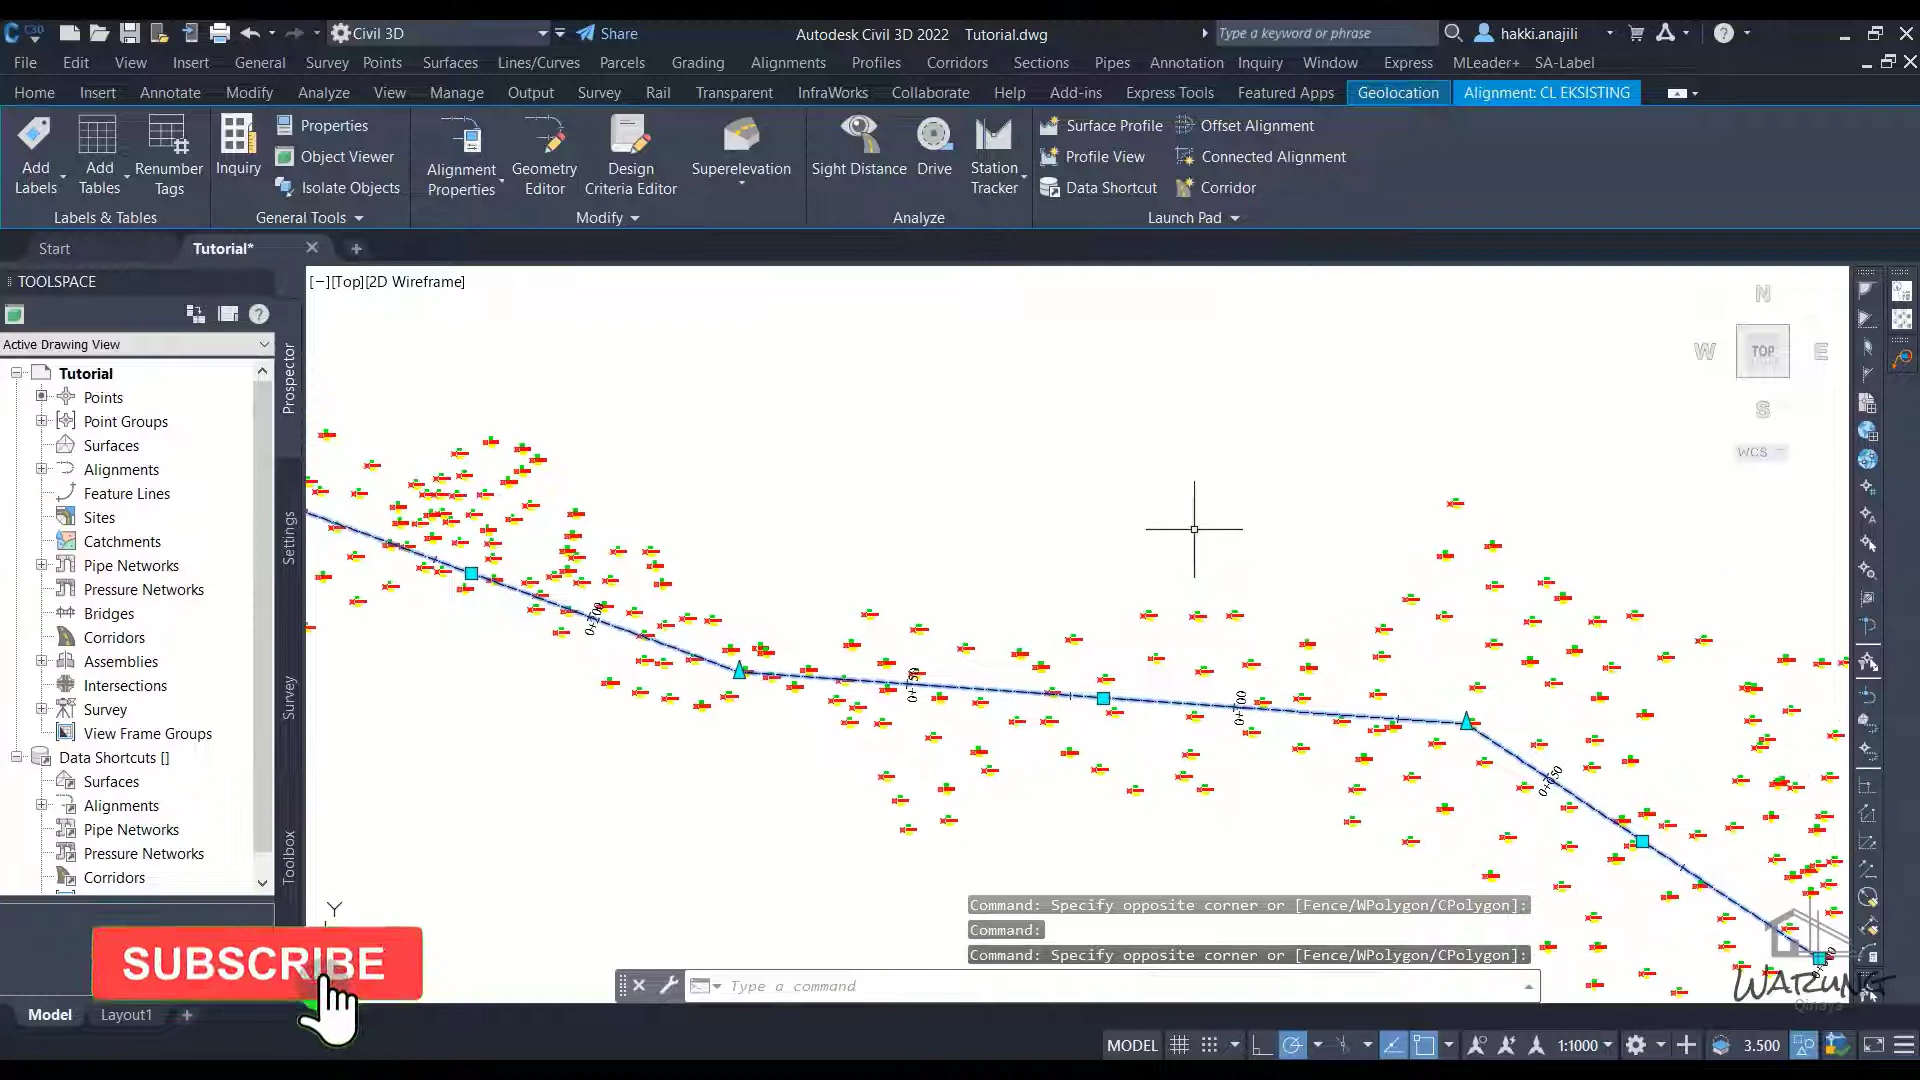 C3D Civil 3D Share Autodesk Civil 3D 2022 Tutorial.dwg Type a keyword or phrase hakki.anajili
File Edit View Insert General Survey Points Surfaces Lines/Curves Parcels Grading Alignments Profiles Corridors Sections Pipes Annotation Inquiry Window Express MLeader+ SA-Label
Home Insert Annotate Modify Analyze View Manage Output Survey Rail Transparent InfraWorks Collaborate Help Add-ins Express Tools Featured Apps Geolocation Alignment: CL EKSISTING
Add Labels
Add Tables
Renumber Tags
Inquiry
Properties
Object Viewer
Isolate Objects
Alignment Properties
Geometry Editor
Design Criteria Editor
Superelevation
Sight Distance
Drive
Station Tracker
Surface Profile
Profile View
Data Shortcut
Offset Alignment
Connected Alignment
Corridor
Labels & Tables General Tools Modify Analyze Launch Pad
Start Tutorial*
TOOLSPACE
[−][Top][2D Wireframe]
Active Drawing View
Tutorial
Points
Point Groups
Surfaces
Alignments
Feature Lines
Sites
Catchments
Pipe Networks
Pressure Networks
Bridges
Corridors
Assemblies
Intersections
Survey
View Frame Groups
Data Shortcuts []
Surfaces
Alignments
Pipe Networks
Pressure Networks
Corridors
Prospector
Settings
Survey
Toolbox
N
W TOP E
S
WCS
Y
Command: Specify opposite corner or [Fence/WPolygon/CPolygon]:
Command:
Command: Specify opposite corner or [Fence/WPolygon/CPolygon]:
Type a command
SUBSCRIBE
WARUNG
Qinays
Model Layout1
MODEL 1:1000 3.500